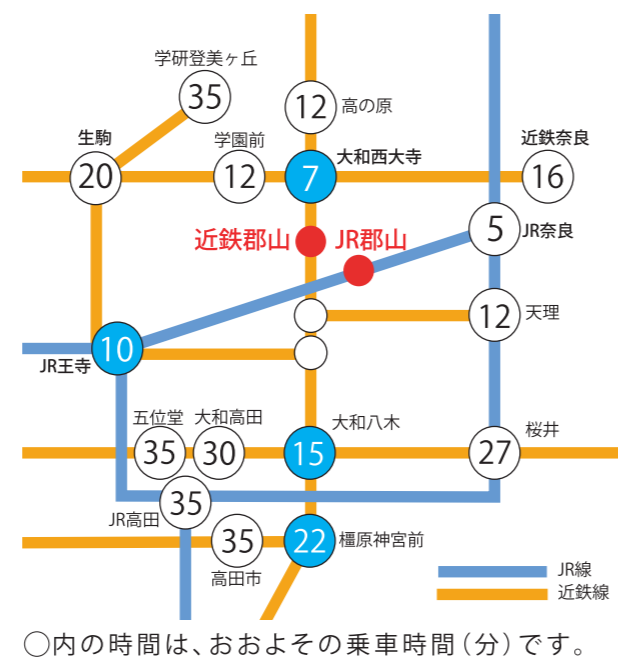 学研登美ヶ丘
35
12
高の原
生駒
20
学園前
12
大和西大寺
7
近鉄奈良
16
近鉄郡山
JR郡山
5
JR奈良
12
天理
10
JR王寺
五位堂
35
大和高田
30
大和八木
15
桜井
27
35
JR高田
35
高田市
22
橿原神宮前
JR線
近鉄線
◯内の時間は、おおよその乗車時間（分）です。